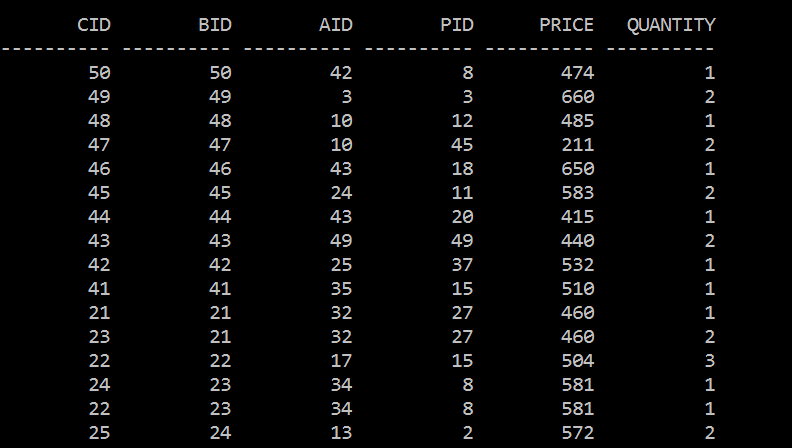 CID BID AID PID PRICE QUANTITY
---------- ---------- ---------- ---------- ---------- ----------
50 50 42 8 474 1
49 49 3 3 660 2
48 48 10 12 485 1
47 47 10 45 211 2
46 46 43 18 650 1
45 45 24 11 583 2
44 44 43 20 415 1
43 43 49 49 440 2
42 42 25 37 532 1
41 41 35 15 510 1
21 21 32 27 460 1
23 21 32 27 460 2
22 22 17 15 504 3
24 23 34 8 581 1
22 23 34 8 581 1
25 24 13 2 572 2